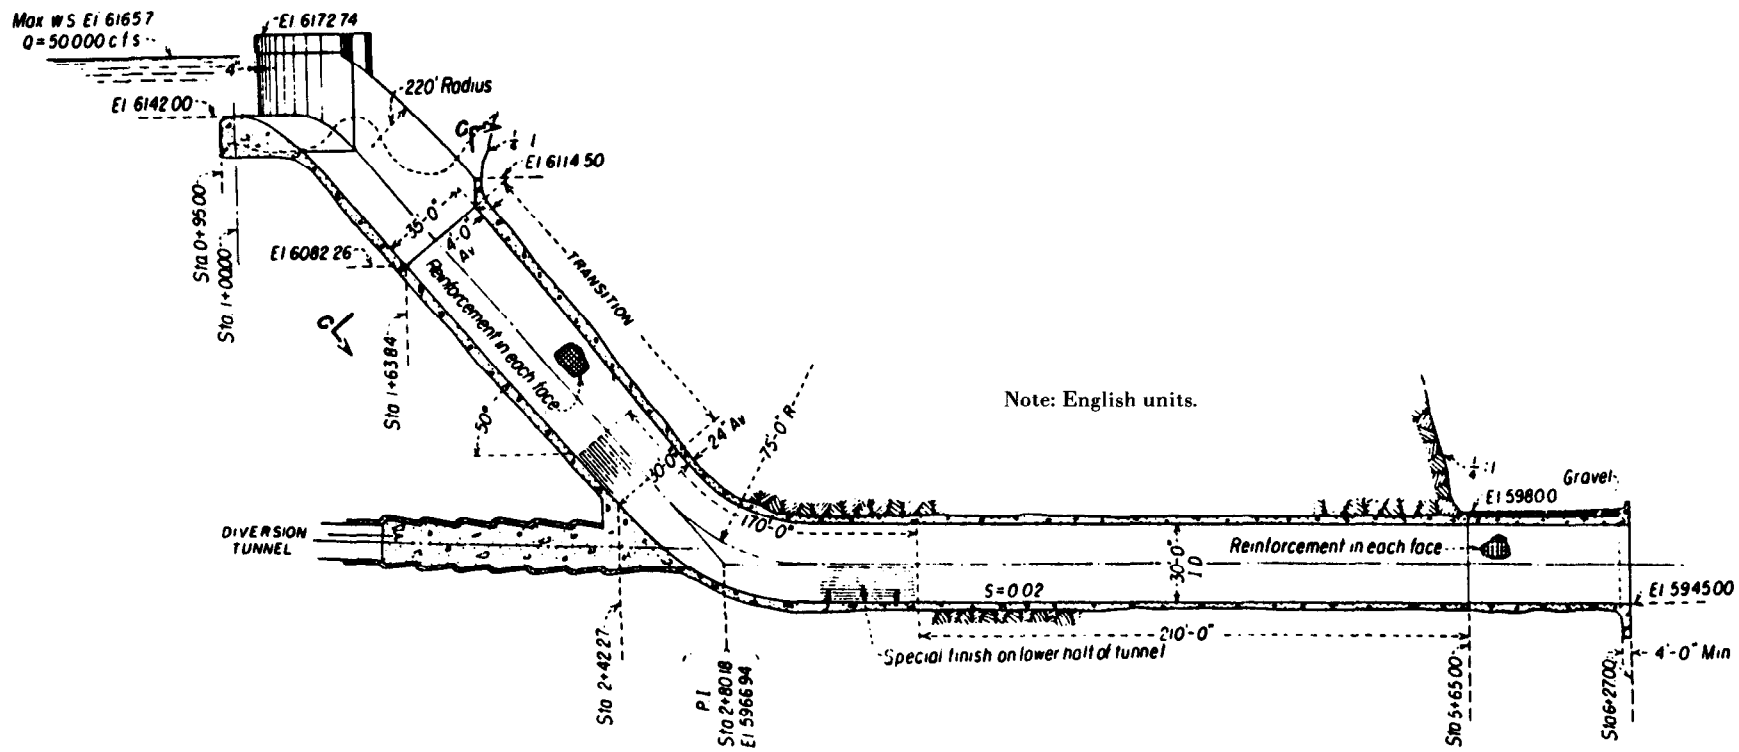 Max W S El 6165 7
Q = 50 000 c f s
El 6172 74
4"
El 6142 00
220' Radius
C
1/4 : 1
El 6114 50
35'-0"
4'-0"
Av
El 6082 26
Sta 0+95 00
Sta 1+00.00
Reinforcement in each face
TRANSITION
C
Sta 1+63 84
50°
24" Av
75'-0" R
30'-0"
Note: English units.
1/4 : 1
Gravel
El 5980 0
170'-0"
DIVERSION
TUNNEL
Reinforcement in each face
30'-0"
I D
S = 0 02
El 5945 00
210'-0"
Special finish on lower half of tunnel
4'-0" Min
Sta 2+42 27
P. I
Sta 2+80 18
El 5966 94
Sta 5+65 00
Sta 6+27 00